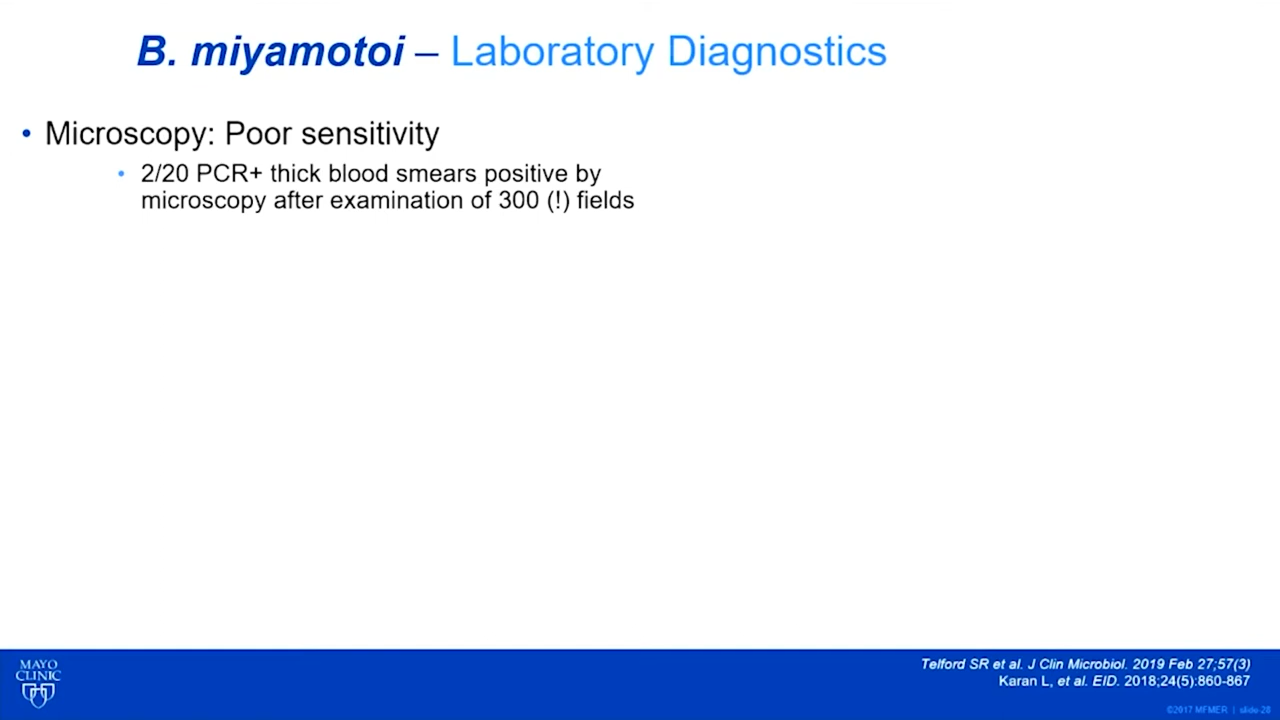 B. miyamotoi – Laboratory Diagnostics
• Microscopy: Poor sensitivity
• 2/20 PCR+ thick blood smears positive by
microscopy after examination of 300 (!) fields
MAYO
CLINIC
Telford SR et al. J Clin Microbiol. 2019 Feb 27;57(3)
Karan L, et al. EID. 2018;24(5):860-867
©2017 MFMER | slide-28